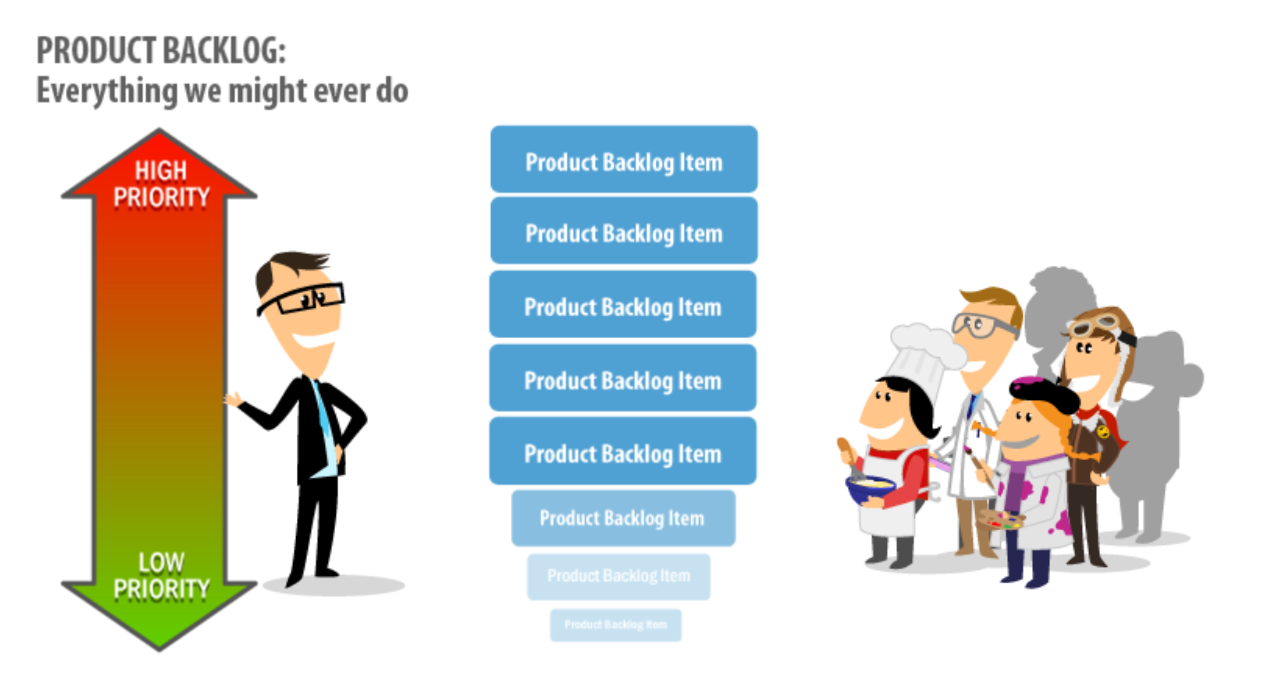 PRODUCT BACKLOG:
Everything we might ever do
HIGH
PRIORITY
LOW
PRIORITY
Product Backlog Item
Product Backlog Item
Product Backlog Item
Product Backlog Item
Product Backlog Item
Product Backlog Item
Product Backlog Item
Product Backlog Item